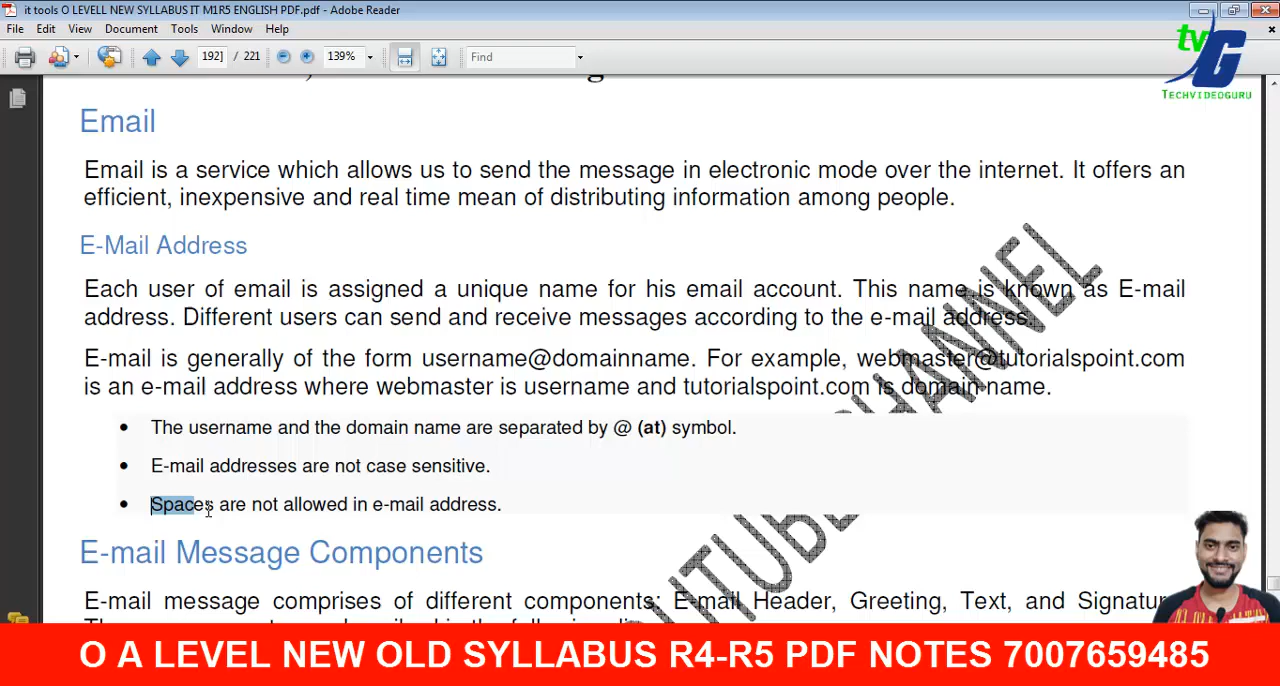 it tools O LEVELL NEW SYLLABUS IT M1R5 ENGLISH PDF.pdf - Adobe Reader
File Edit View Document Tools Window Help
192 / 221 139% Find
tv G
TECHVIDEOGURU
Email
Email is a service which allows us to send the message in electronic mode over the internet. It offers an
efficient, inexpensive and real time mean of distributing information among people.
E-Mail Address
Each user of email is assigned a unique name for his email account. This name is known as E-mail
address. Different users can send and receive messages according to the e-mail address.
E-mail is generally of the form username@domainname. For example, webmaster@tutorialspoint.com
is an e-mail address where webmaster is username and tutorialspoint.com is domain name.
• The username and the domain name are separated by @ (at) symbol.
• E-mail addresses are not case sensitive.
• Spaces are not allowed in e-mail address.
E-mail Message Components
E-mail message comprises of different components: E-mail Header, Greeting, Text, and Signature.
CHANNEL
O A LEVEL NEW OLD SYLLABUS R4-R5 PDF NOTES 7007659485